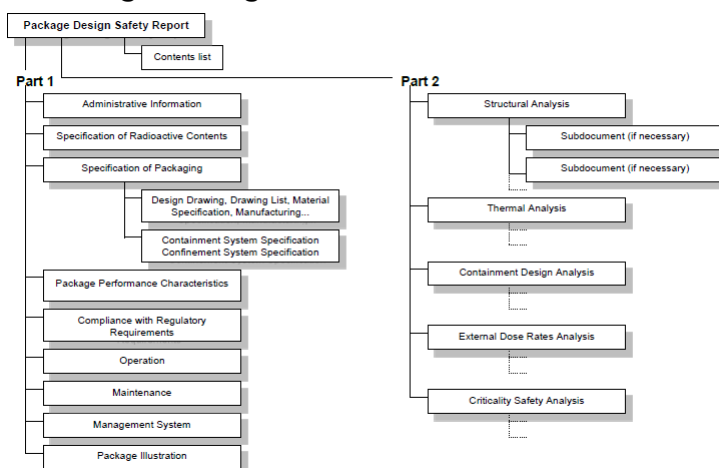 Package Design Safety Report
Contents list
Part 1
Administrative Information
Specification of Radioactive Contents
Specification of Packaging
Design Drawing, Drawing List, Material
Specification, Manufacturing...
Containment System Specification
Confinement System Specification
Package Performance Characteristics
Compliance with Regulatory
Requirements
Operation
Maintenance
Management System
Package Illustration
Part 2
Structural Analysis
Subdocument (if necessary)
Subdocument (if necessary)
Thermal Analysis
Containment Design Analysis
External Dose Rates Analysis
Criticality Safety Analysis